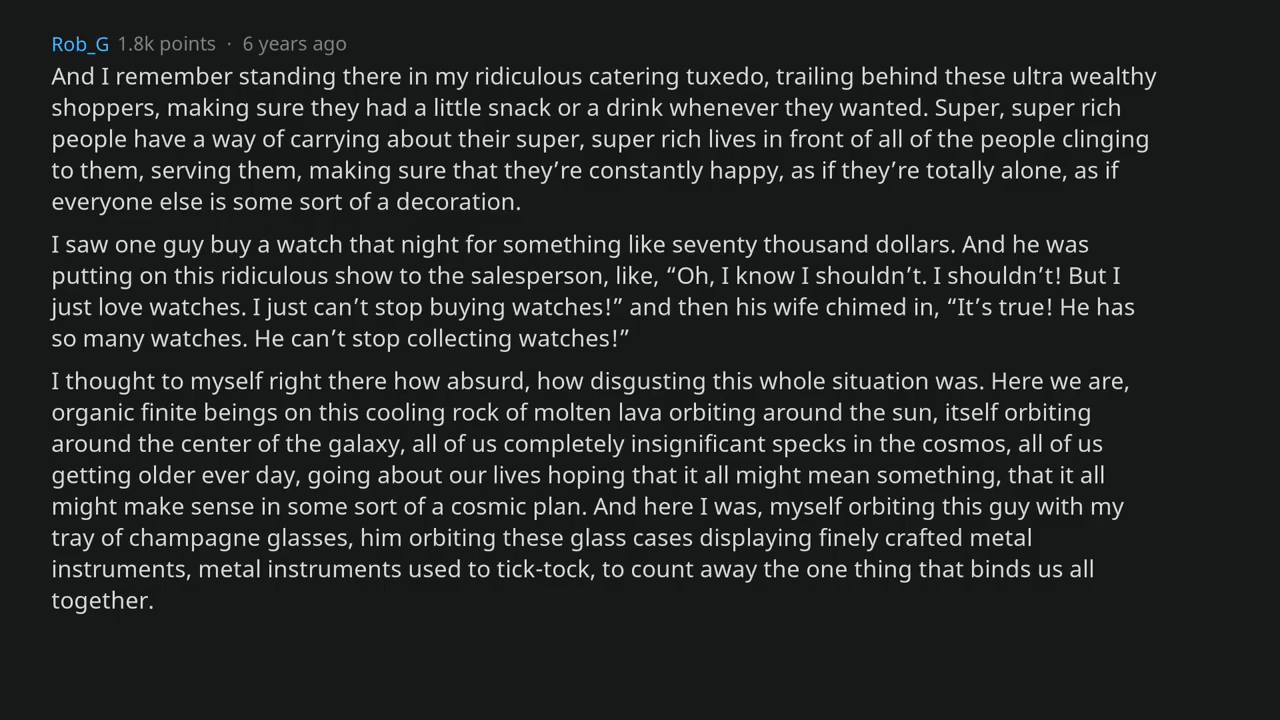 Rob_G 1.8k points · 6 years ago
And I remember standing there in my ridiculous catering tuxedo, trailing behind these ultra wealthy
shoppers, making sure they had a little snack or a drink whenever they wanted. Super, super rich
people have a way of carrying about their super, super rich lives in front of all of the people clinging
to them, serving them, making sure that they’re constantly happy, as if they’re totally alone, as if
everyone else is some sort of a decoration.
I saw one guy buy a watch that night for something like seventy thousand dollars. And he was
putting on this ridiculous show to the salesperson, like, “Oh, I know I shouldn’t. I shouldn’t! But I
just love watches. I just can’t stop buying watches!” and then his wife chimed in, “It’s true! He has
so many watches. He can’t stop collecting watches!”
I thought to myself right there how absurd, how disgusting this whole situation was. Here we are,
organic finite beings on this cooling rock of molten lava orbiting around the sun, itself orbiting
around the center of the galaxy, all of us completely insignificant specks in the cosmos, all of us
getting older ever day, going about our lives hoping that it all might mean something, that it all
might make sense in some sort of a cosmic plan. And here I was, myself orbiting this guy with my
tray of champagne glasses, him orbiting these glass cases displaying finely crafted metal
instruments, metal instruments used to tick-tock, to count away the one thing that binds us all
together.